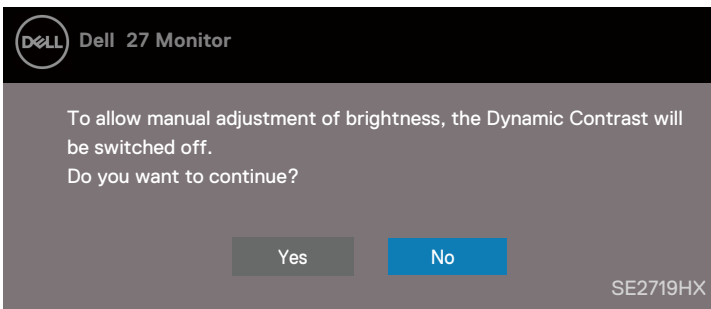 DELL
Dell 27 Monitor
To allow manual adjustment of brightness, the Dynamic Contrast will
be switched off.
Do you want to continue?
Yes
No
SE2719HX